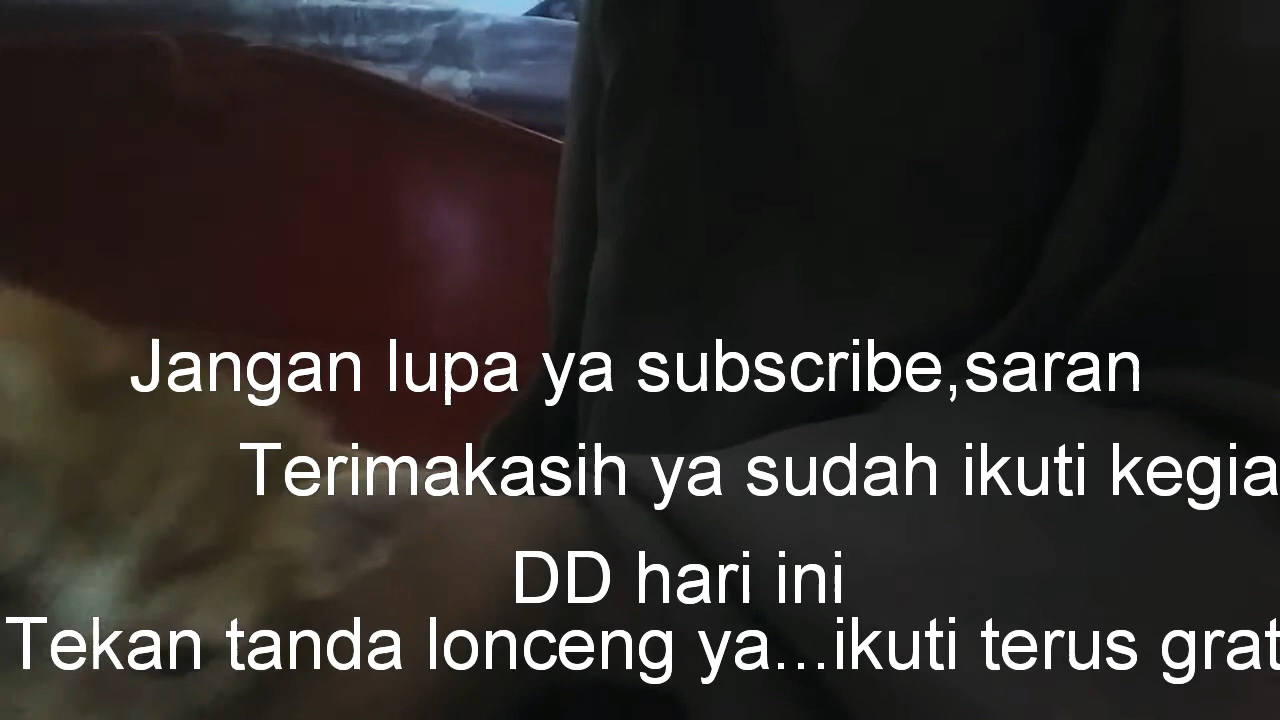 Jangan lupa ya subscribe,saran
Terimakasih ya sudah ikuti kegia
DD hari ini
Tekan tanda lonceng ya...ikuti terus grat